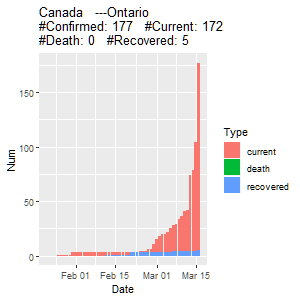 Canada   ---Ontario
#Confirmed: 177   #Current: 172
#Death: 0   #Recovered: 5
Num
150
100
50
0
Feb 01
Feb 15
Mar 01
Mar 15
Date
Type
current
death
recovered